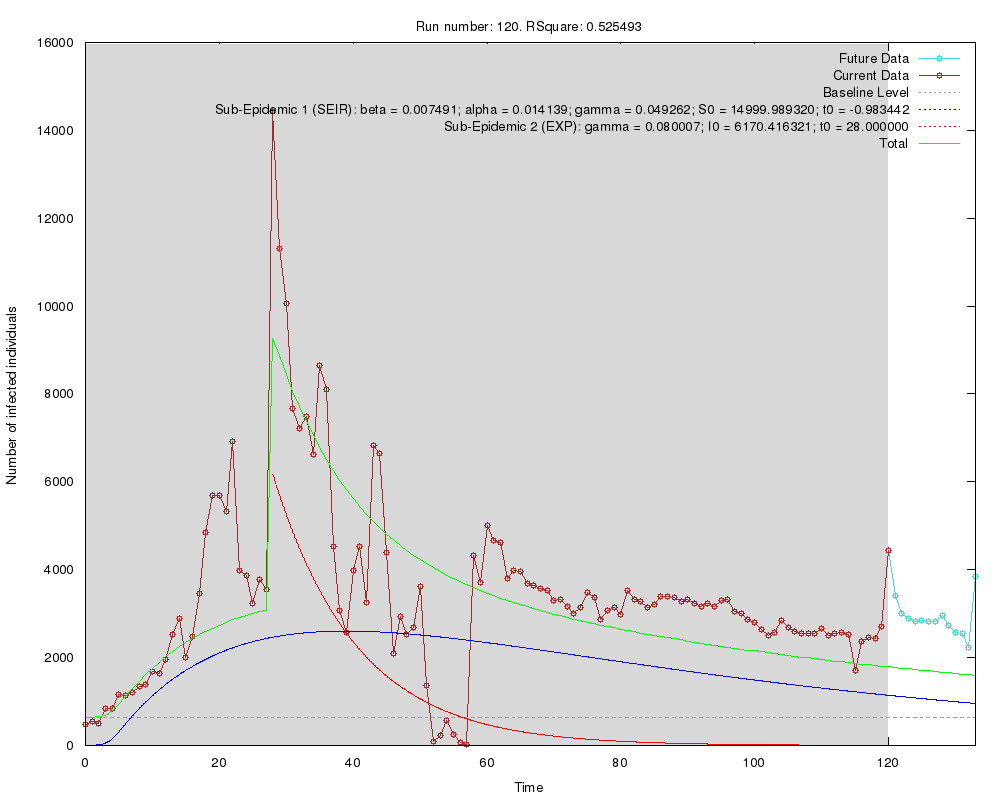 Run number: 120. RSquare: 0.525493
Future Data
Current Data
Baseline Level
Sub-Epidemic 1 (SEIR): beta = 0.007491; alpha = 0.014139; gamma = 0.049262; S0 = 14999.989320; t0 = -0.983442
Sub-Epidemic 2 (EXP): gamma = 0.080007; I0 = 6170.416321; t0 = 28.000000
Total
Number of infected individuals
16000
14000
12000
10000
8000
6000
4000
2000
0
0 20 40 60 80 100 120
Time